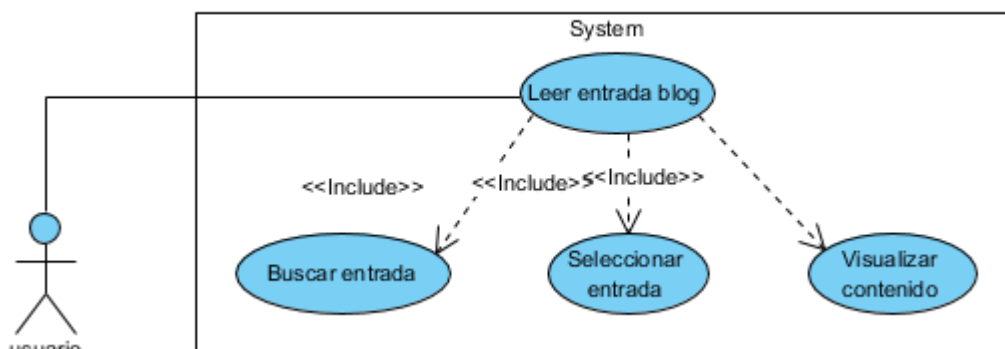 System
Leer entrada blog
<<Include>>
<<Include>>
<<Include>>
Buscar entrada
Seleccionar
entrada
Visualizar
contenido
usuario